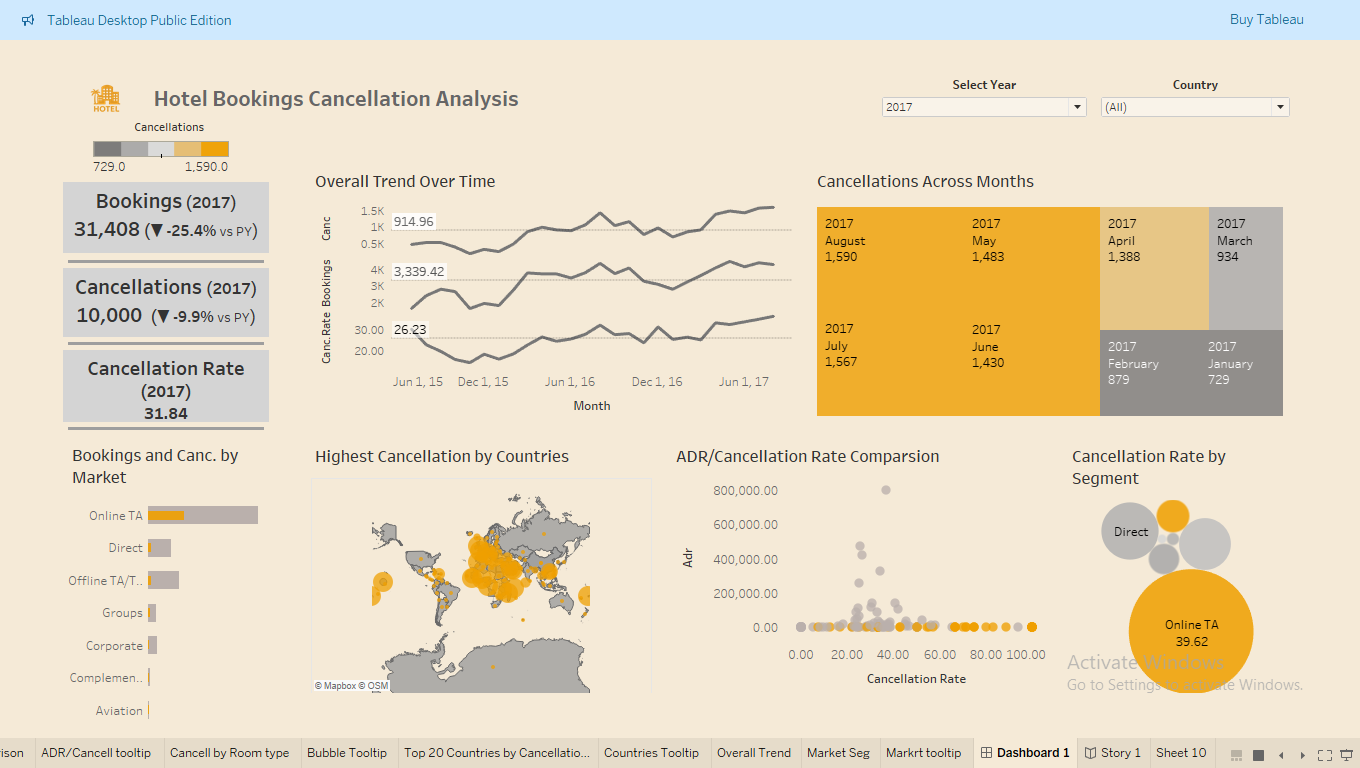 Tableau Desktop Public Edition
Buy Tableau
HOTEL
Hotel Bookings Cancellation Analysis
Select Year
2017
Country
(All)
Cancellations
729.0
1,590.0
Bookings (2017)
31,408 (▼ -25.4% vs PY)
Cancellations (2017)
10,000 (▼ -9.9% vs PY)
Cancellation Rate
(2017)
31.84
Overall Trend Over Time
Canc
1.5K
1K
0.5K
914.96
Bookings
4K
3K
2K
3,339.42
Canc.Rate
30.00
20.00
26.23
Jun 1, 15
Dec 1, 15
Jun 1, 16
Dec 1, 16
Jun 1, 17
Month
Cancellations Across Months
2017
August
1,590
2017
May
1,483
2017
April
1,388
2017
March
934
2017
July
1,567
2017
June
1,430
2017
February
879
2017
January
729
Bookings and Canc. by
Market
Online TA
Direct
Offline TA/T..
Groups
Corporate
Complemen..
Aviation
Highest Cancellation by Countries
© Mapbox © OSM
ADR/Cancellation Rate Comparsion
Adr
800,000.00
600,000.00
400,000.00
200,000.00
0.00
0.00
20.00
40.00
60.00
80.00
100.00
Cancellation Rate
Cancellation Rate by
Segment
Direct
Online TA
39.62
Activate Windows
Go to Settings to activate Windows.
ison
ADR/Cancell tooltip
Cancell by Room type
Bubble Tooltip
Top 20 Countries by Cancellatio...
Countries Tooltip
Overall Trend
Market Seg
Markrt tooltip
Dashboard 1
Story 1
Sheet 10